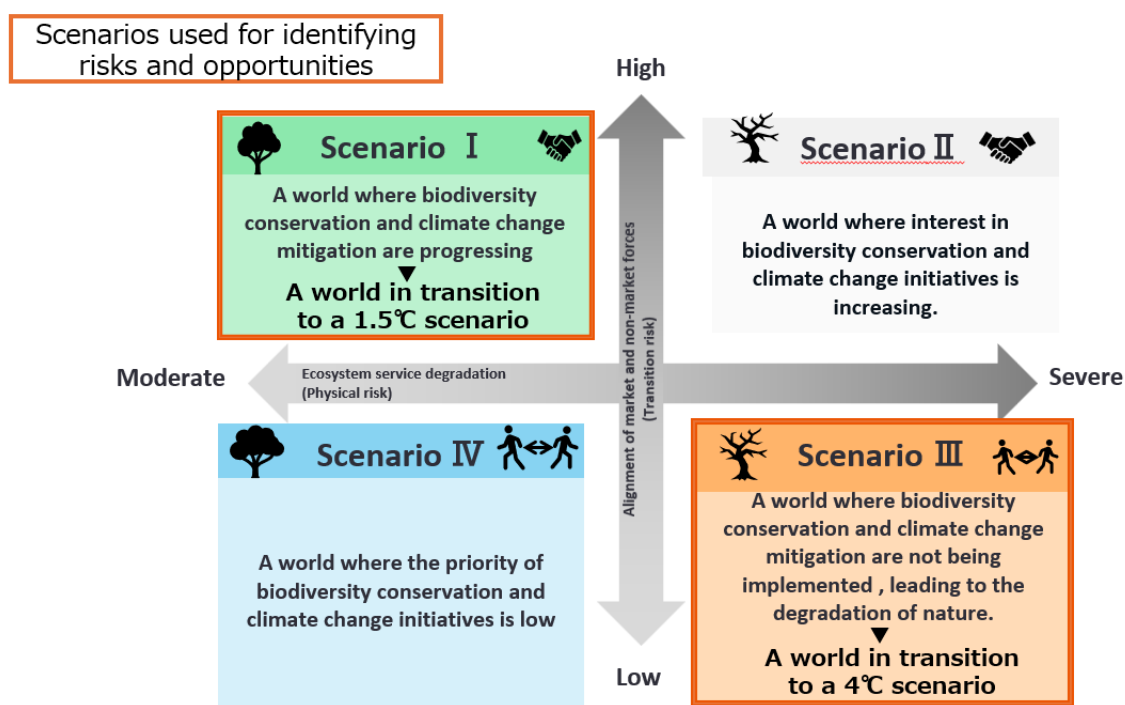 Scenarios used for identifying
risks and opportunities
High
Scenario Ⅰ
A world where biodiversity
conservation and climate change
mitigation are progressing
▼
A world in transition
to a 1.5℃ scenario
Scenario Ⅱ
A world where interest in
biodiversity conservation and
climate change initiatives is
increasing.
Alignment of market and non-market forces
(Transition risk)
Moderate
Ecosystem service degradation
(Physical risk)
Severe
Scenario Ⅳ
A world where the priority of
biodiversity conservation and
climate change initiatives is low
Scenario Ⅲ
A world where biodiversity
conservation and climate change
mitigation are not being
implemented , leading to the
degradation of nature.
▼
A world in transition
to a 4℃ scenario
Low